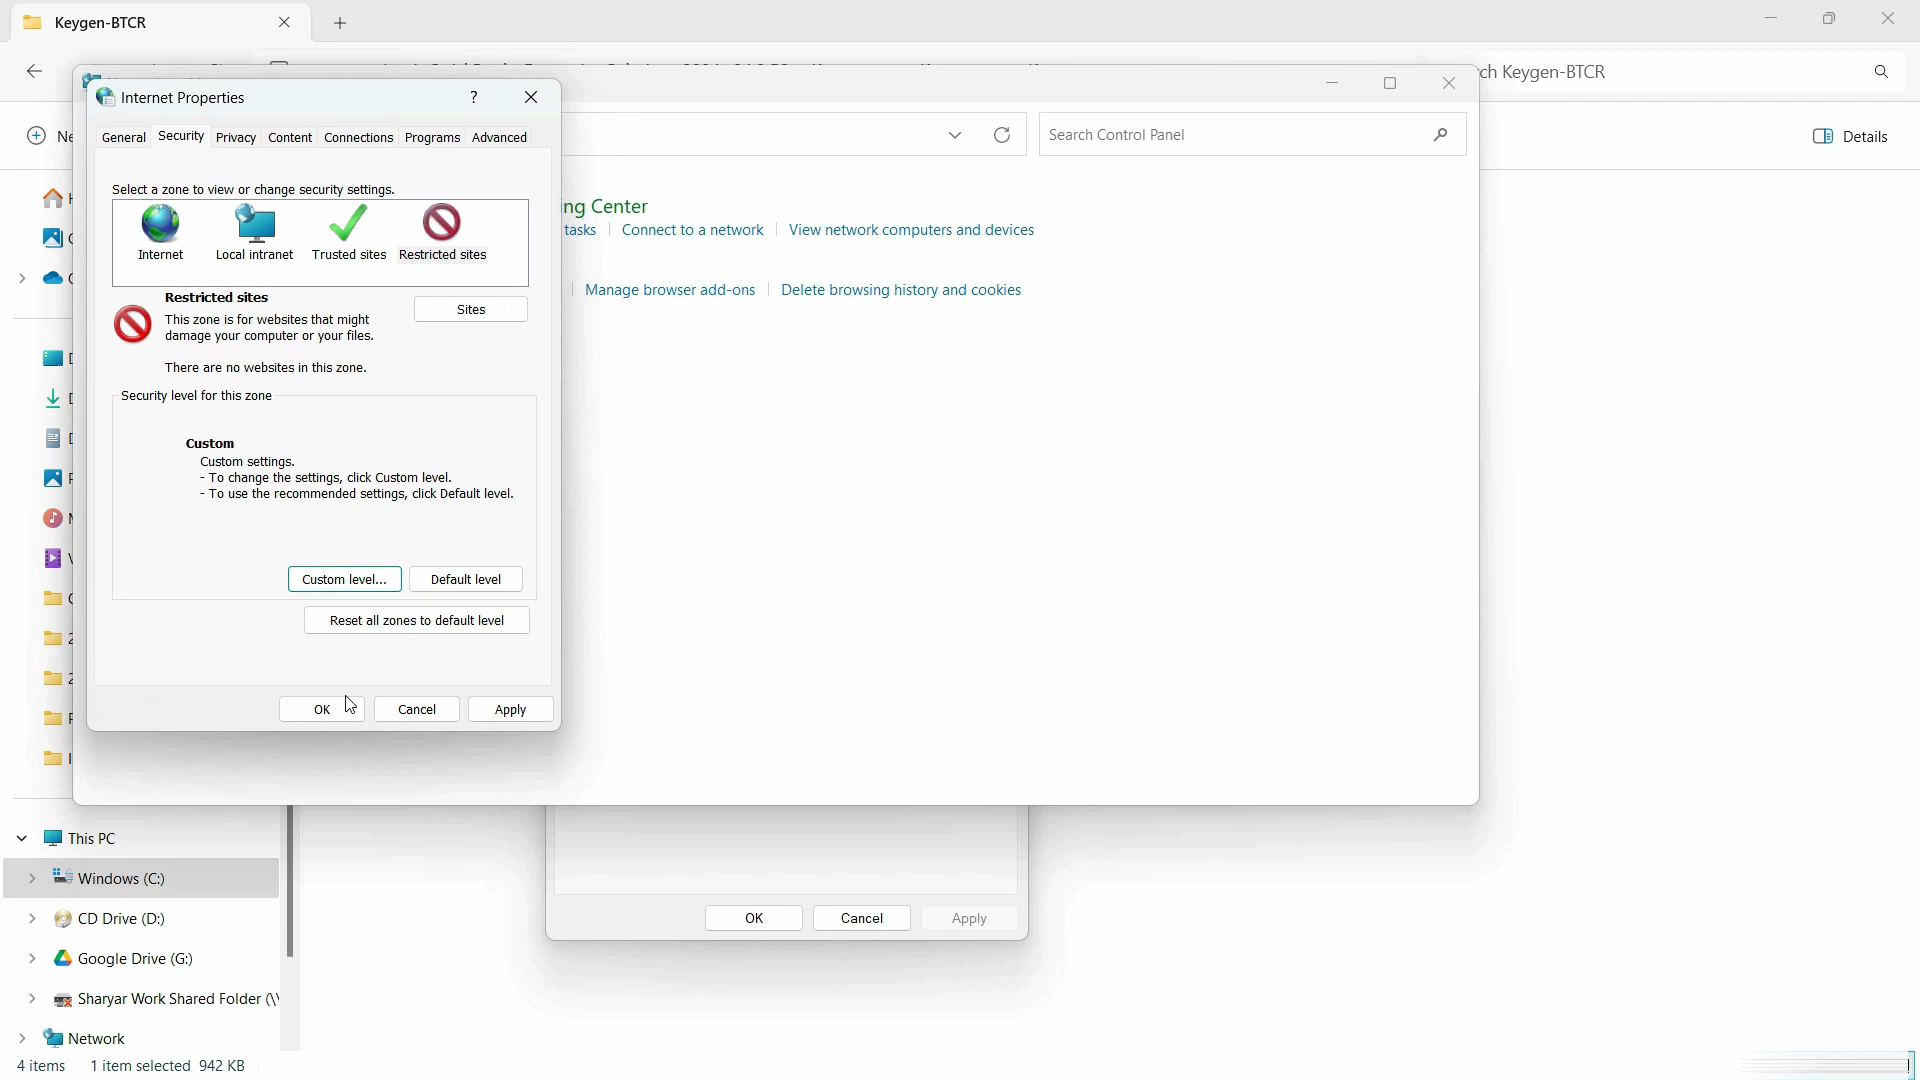 Keygen-BTCR
ch Keygen-BTCR
Internet Properties
?
Ne
Search Control Panel
Details
General
Security
Privacy
Content
Connections
Programs
Advanced
Select a zone to view or change security settings.
Internet
Local intranet
Trusted sites
Restricted sites
ing Center
tasks
Connect to a network
View network computers and devices
Manage browser add-ons
Delete browsing history and cookies
Restricted sites
This zone is for websites that might
damage your computer or your files.
There are no websites in this zone.
Sites
Security level for this zone
Custom
Custom settings.
- To change the settings, click Custom level.
- To use the recommended settings, click Default level.
Custom level...
Default level
Reset all zones to default level
OK
Cancel
Apply
OK
Cancel
Apply
This PC
Windows (C:)
CD Drive (D:)
Google Drive (G:)
Sharyar Work Shared Folder (\\
Network
4 items
1 item selected 942 KB